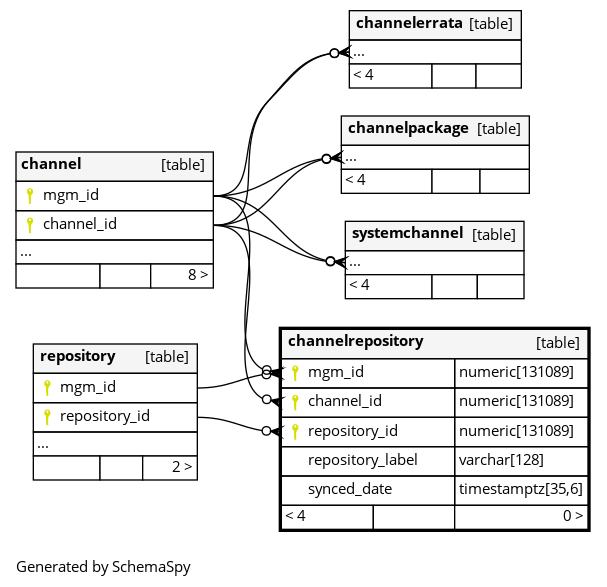 channelerrata [table]
...
< 4
channelpackage [table]
...
< 4
channel [table]
mgm_id
channel_id
...
8 >
systemchannel [table]
...
< 4
repository [table]
mgm_id
repository_id
...
2 >
channelrepository [table]
mgm_id numeric[131089]
channel_id numeric[131089]
repository_id numeric[131089]
repository_label varchar[128]
synced_date timestamptz[35,6]
< 4 0 >
Generated by SchemaSpy